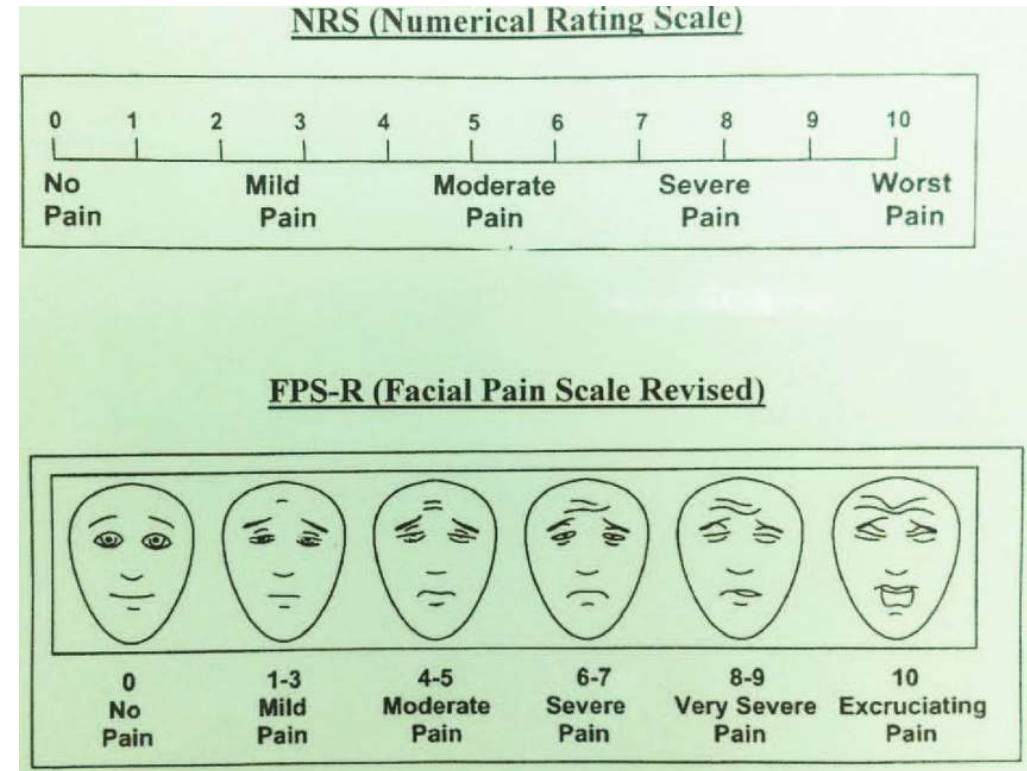 NRS (Numerical Rating Scale)
0 1 2 3 4 5 6 7 8 9 10
No Mild Moderate Severe Worst
Pain Pain Pain Pain Pain
FPS-R (Facial Pain Scale Revised)
0 1-3 4-5 6-7 8-9 10
No Mild Moderate Severe Very Severe Excruciating
Pain Pain Pain Pain Pain Pain